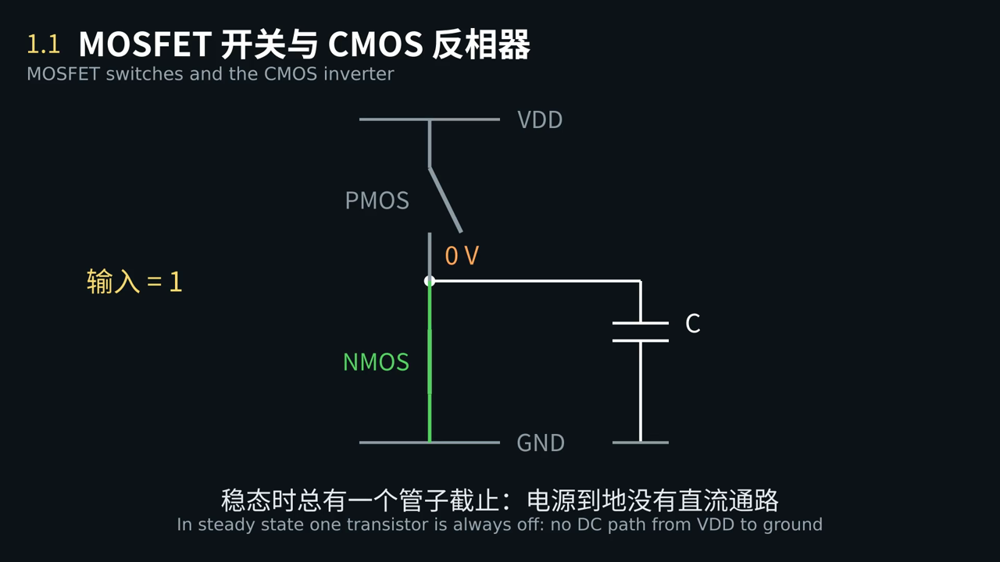 1.1 MOSFET 开关与 CMOS 反相器
MOSFET switches and the CMOS inverter
VDD
PMOS
0 V
输入 = 1
C
NMOS
GND
稳态时总有一个管子截止：电源到地没有直流通路
In steady state one transistor is always off: no DC path from VDD to ground